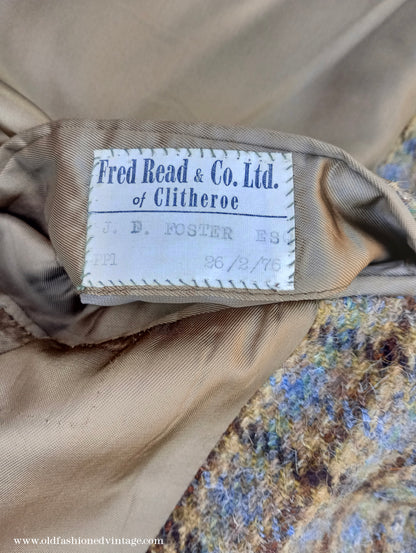 Fred Read & Co. Ltd.
of Clitheroe
J. D. FOSTER ESQ
PP1 26/2/76
www.oldfashionedvintage.com